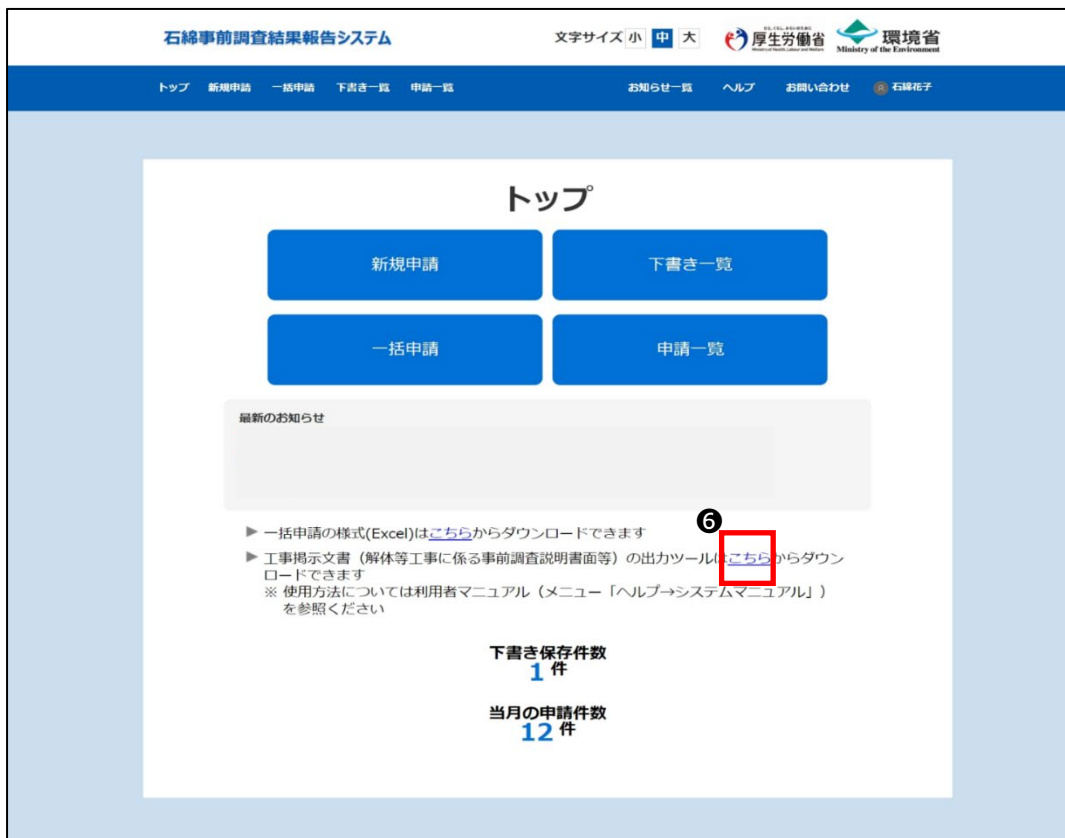 石綿事前調査結果報告システム
文字サイズ 小 中 大
厚生労働省
環境省
Ministry of the Environment
トップ 新規申請 一括申請 下書き一覧 申請一覧 お知らせ一覧 ヘルプ お問い合わせ 石綿花子
トップ
新規申請 下書き一覧
一括申請 申請一覧
最新のお知らせ
❻
▶ 一括申請の様式(Excel)はこちらからダウンロードできます
▶ 工事掲示文書（解体等工事に係る事前調査説明書面等）の出力ツールはこちらからダウン
ロードできます
※ 使用方法については利用者マニュアル（メニュー「ヘルプ→システムマニュアル」）
を参照ください
下書き保存件数
1 件
当月の申請件数
12 件